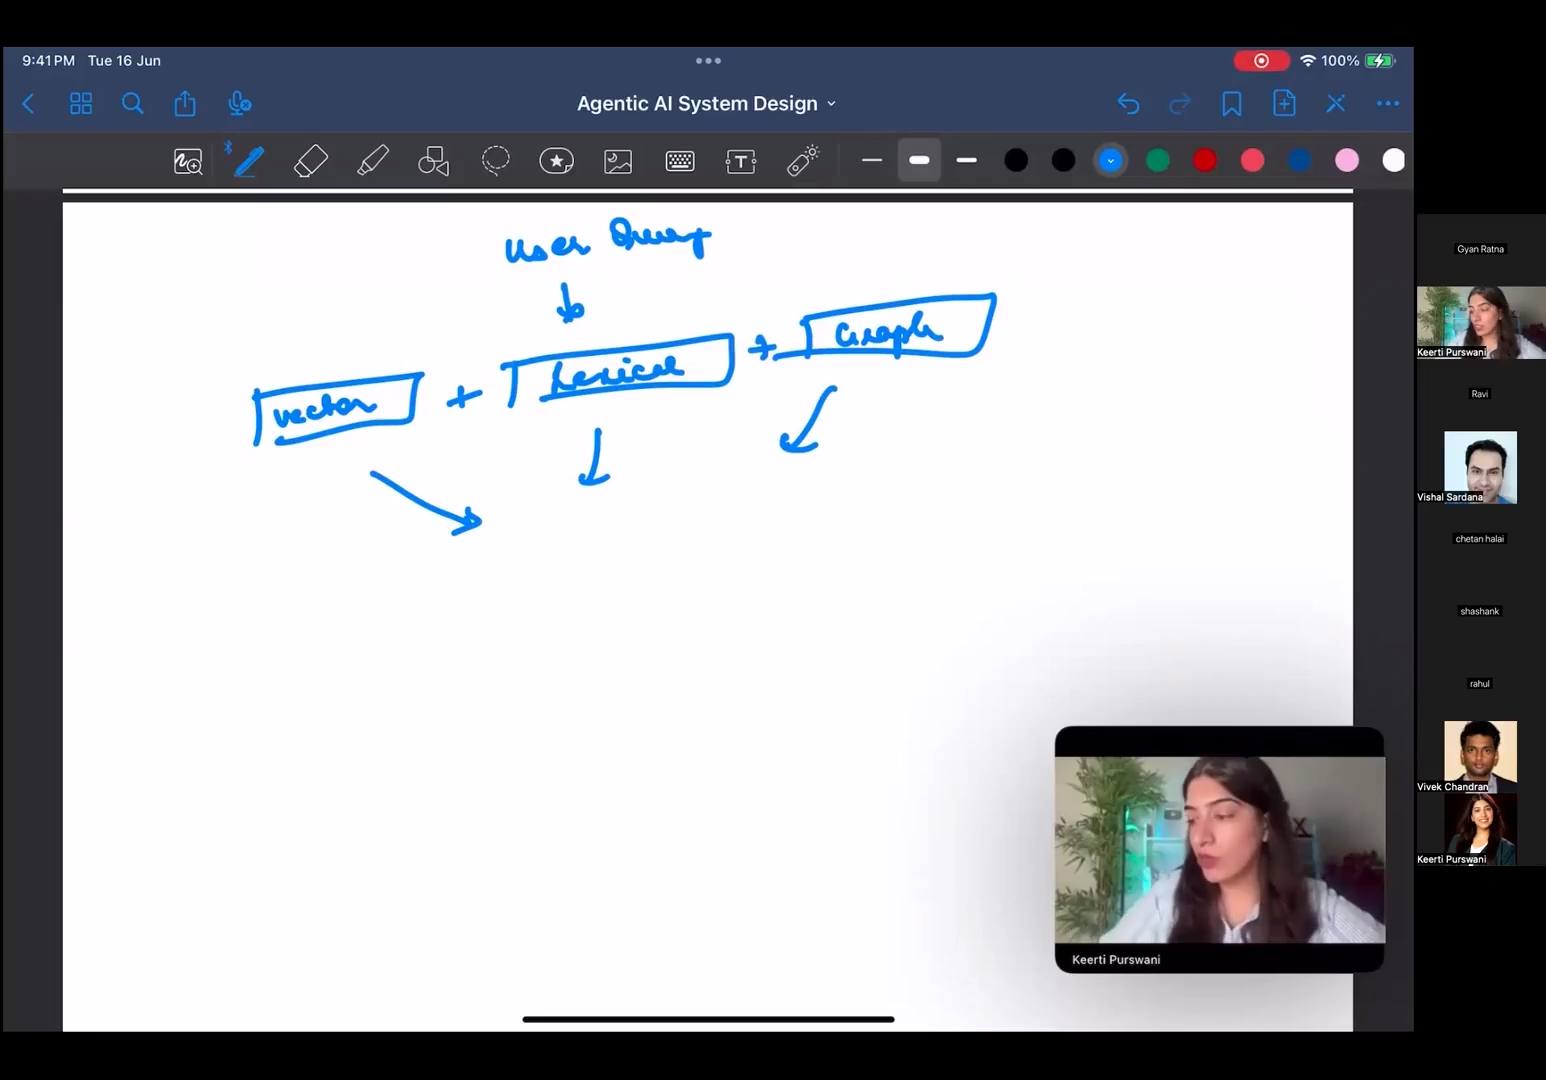 9:41 PM Tue 16 Jun
100%
Agentic AI System Design
T
User Query
vector + Lexical + Graph
Gyan Ratna
Keerti Purswani
Ravi
Vishal Sardana
chetan halai
shashank
rahul
Vivek Chandran
Keerti Purswani
Keerti Purswani